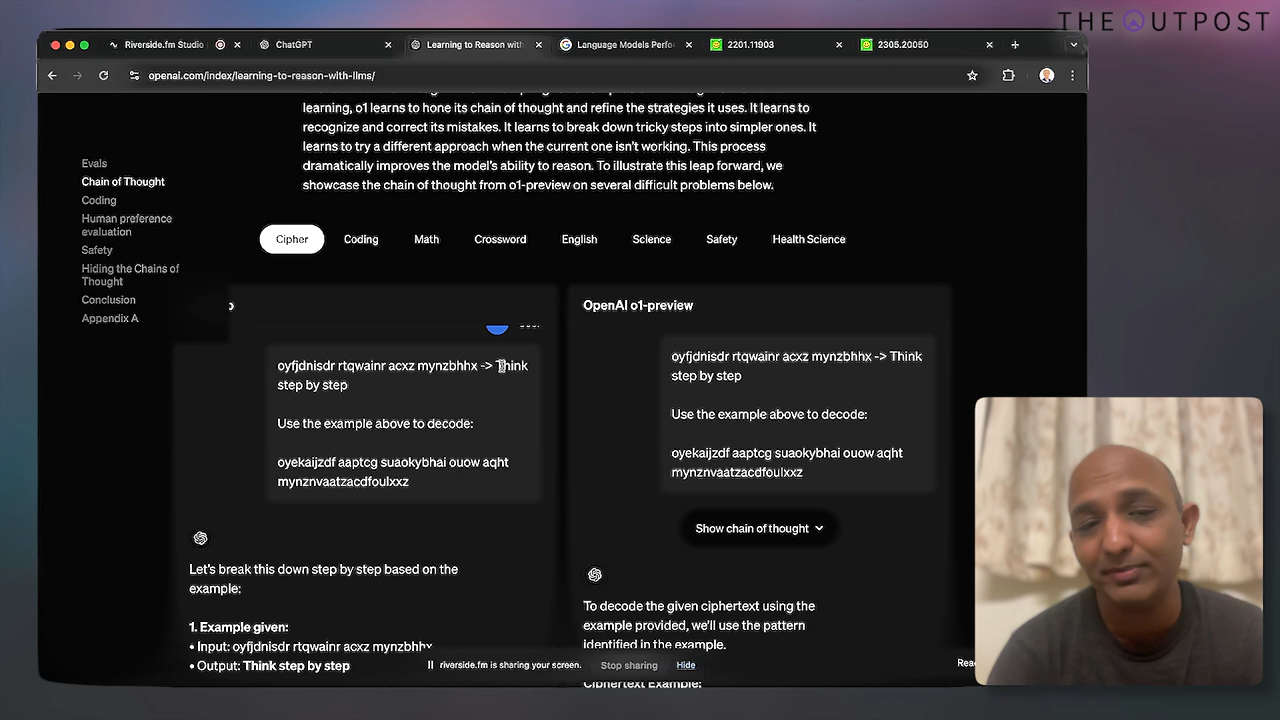 THE OUTPOST
Riverside.fm Studio
ChatGPT
Learning to Reason with
Language Models Perfo
2201.11903
2305.20050
openai.com/index/learning-to-reason-with-llms/
learning, o1 learns to hone its chain of thought and refine the strategies it uses. It learns to
recognize and correct its mistakes. It learns to break down tricky steps into simpler ones. It
learns to try a different approach when the current one isn't working. This process
dramatically improves the model's ability to reason. To illustrate this leap forward, we
showcase the chain of thought from o1-preview on several difficult problems below.
Evals
Chain of Thought
Coding
Human preference
evaluation
Safety
Hiding the Chains of
Thought
Conclusion
Appendix A
Cipher
Coding
Math
Crossword
English
Science
Safety
Health Science
oyfjdnisdr rtqwainr acxz mynzbhhx -> Think
step by step
Use the example above to decode:
oyekaijzdf aaptcg suaokybhai ouow aqht
mynznvaatzacdfoulxxz
Let's break this down step by step based on the
example:
1. Example given:
• Input: oyfjdnisdr rtqwainr acxz mynzbhhx
• Output: Think step by step
OpenAI o1-preview
oyfjdnisdr rtqwainr acxz mynzbhhx -> Think
step by step
Use the example above to decode:
oyekaijzdf aaptcg suaokybhai ouow aqht
mynznvaatzacdfoulxxz
Show chain of thought
To decode the given ciphertext using the
example provided, we'll use the pattern
identified in the example.
Ciphertext Example:
riverside.fm is sharing your screen.
Stop sharing
Hide
Rea